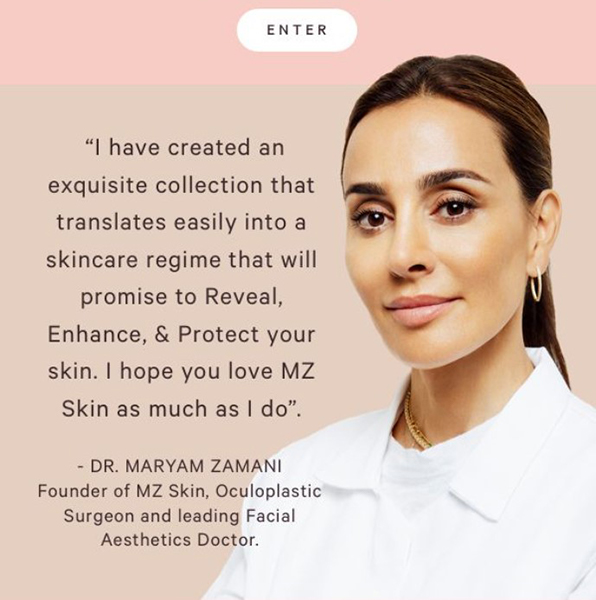 ENTER
“I have created an
exquisite collection that
translates easily into a
skincare regime that will
promise to Reveal,
Enhance, & Protect your
skin. I hope you love MZ
Skin as much as I do”.
- DR. MARYAM ZAMANI
Founder of MZ Skin, Oculoplastic
Surgeon and leading Facial
Aesthetics Doctor.